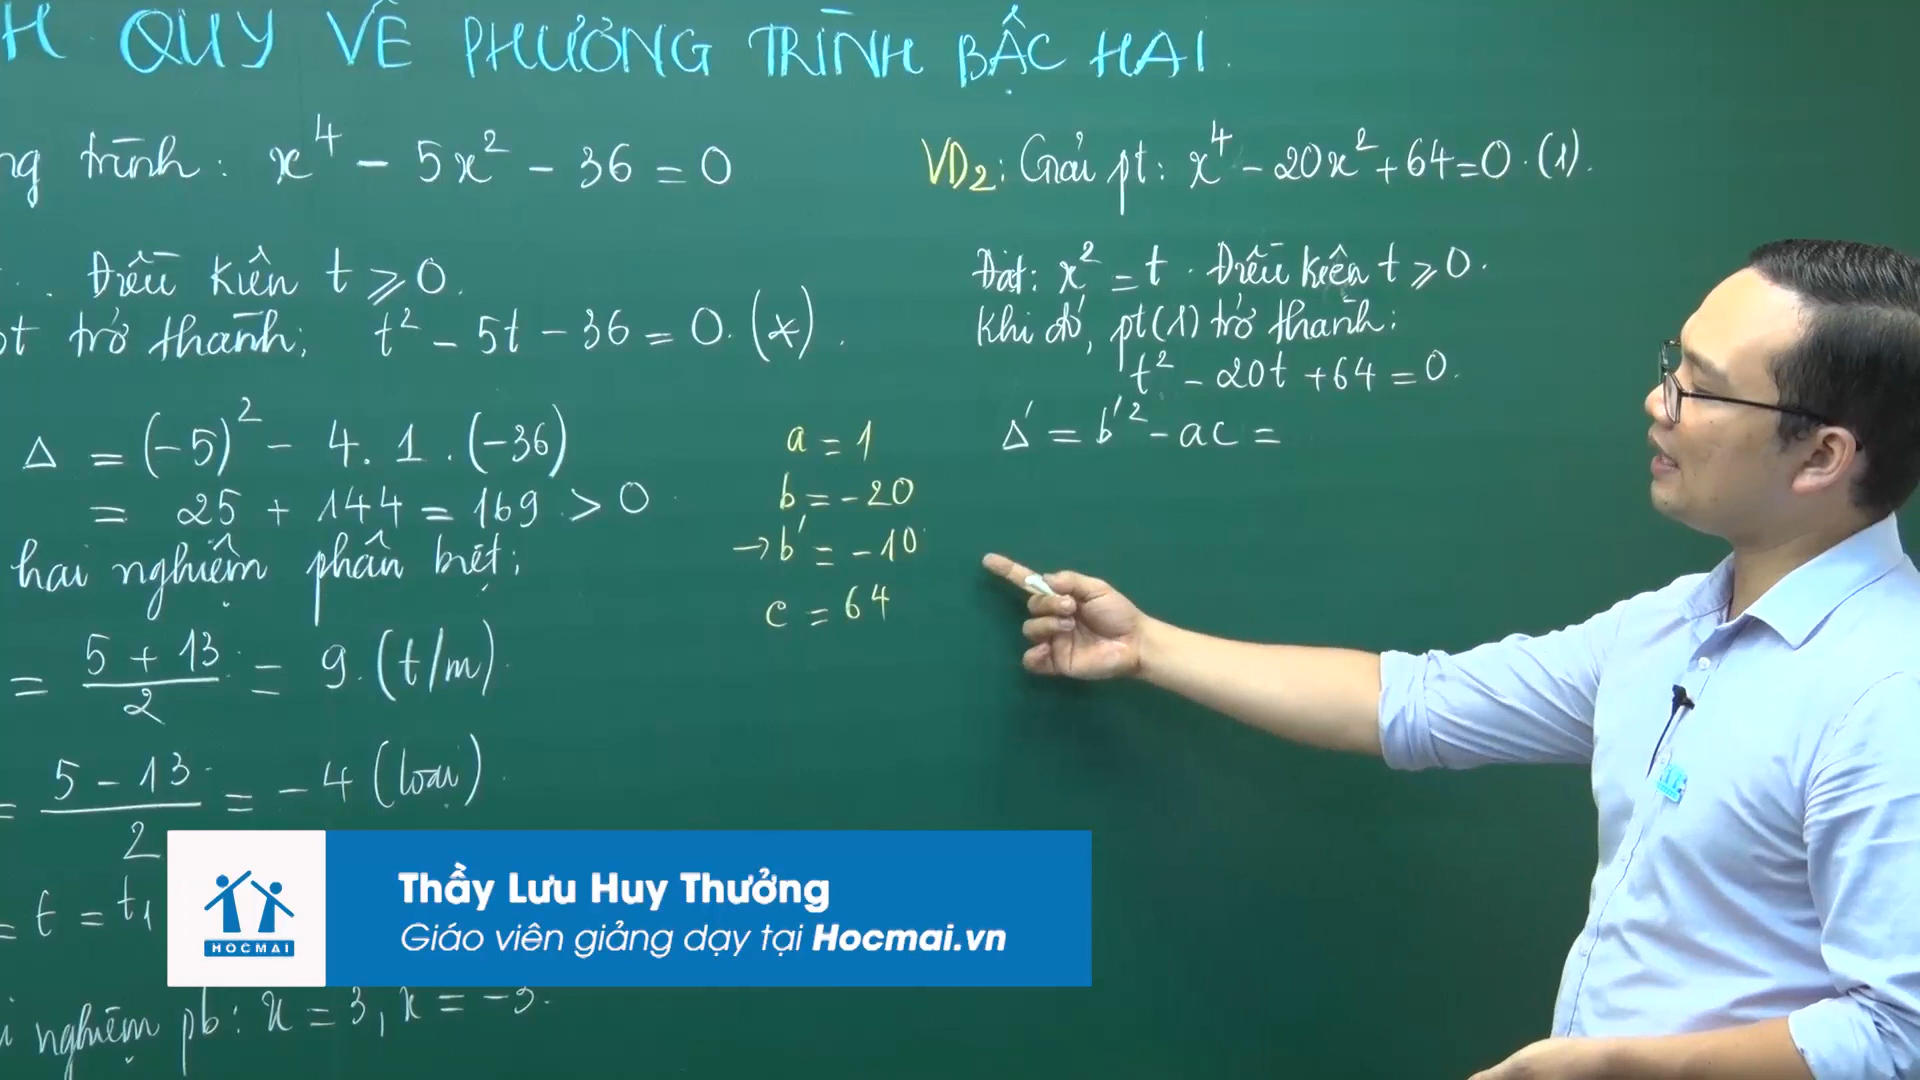 QUY VỀ PHƯƠNG TRÌNH BẬC HAI.
ng trình: x⁴ - 5x² - 36 = 0
. Điều kiện t ⩾ 0.
trở thành: t² - 5t - 36 = 0. (*).
Δ = (-5)² - 4. 1. (-36)
= 25 + 144 = 169 > 0
hai nghiệm phân biệt:
= (5 + 13)/2 = 9. (t/m)
= (5 - 13)/2 = -4 (loại)
= t = t₁
nghiệm pb: x = 3, x = -3.
a = 1
b = -20
→ b' = -10
c = 64
VD2: Giải pt: x⁴ - 20x² + 64 = 0. (1).
Đặt: x² = t. Điều kiện t ⩾ 0.
Khi đó, pt(1) trở thành:
t² - 20t + 64 = 0.
Δ' = b'² - ac =
HOCMAI
Thầy Lưu Huy Thưởng
Giáo viên giảng dạy tại Hocmai.vn